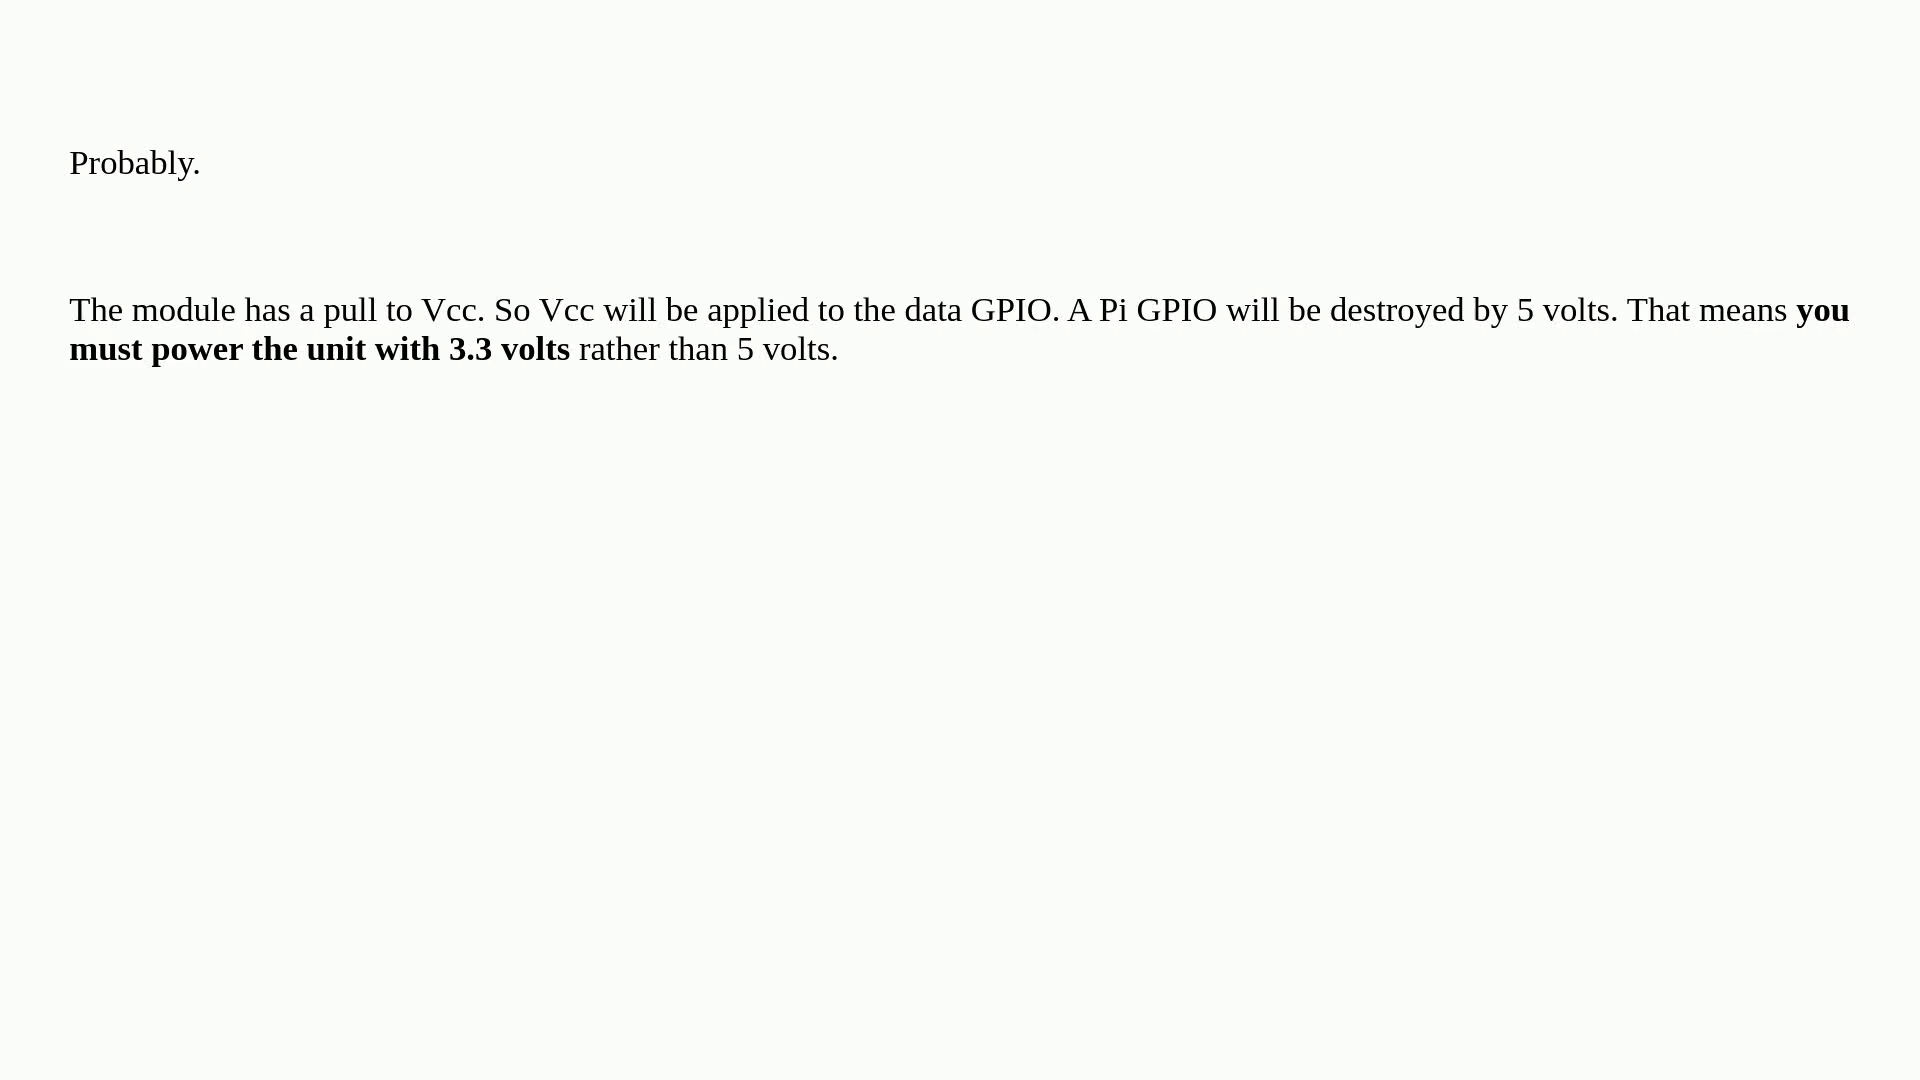 Probably.
The module has a pull to Vcc. So Vcc will be applied to the data GPIO. A Pi GPIO will be destroyed by 5 volts. That means you
must power the unit with 3.3 volts rather than 5 volts.